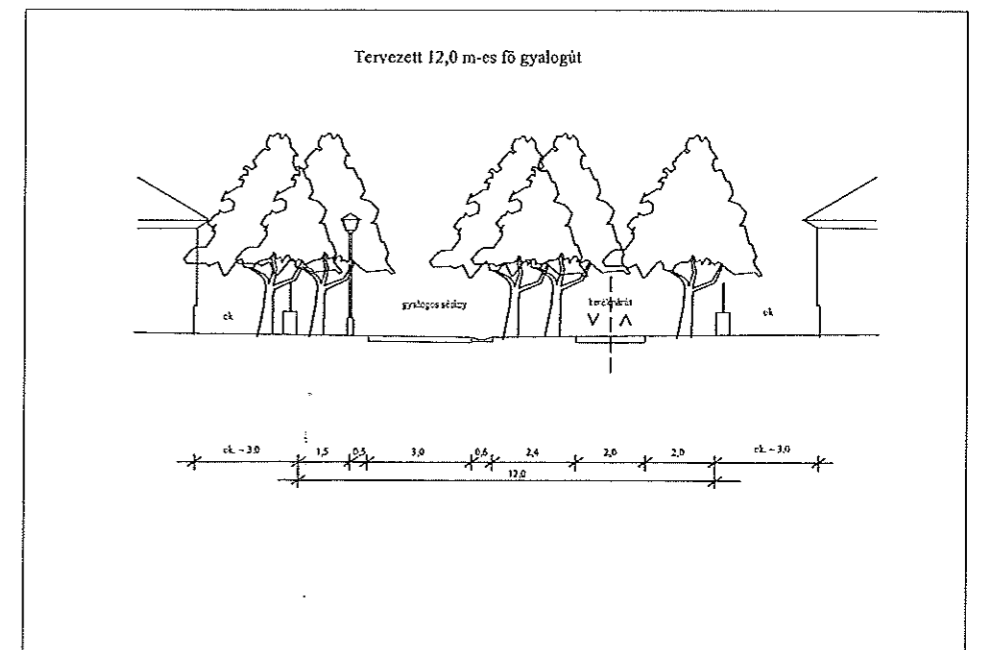 Tervezett 12,0 m-es fő gyalogút
gyalogos sétány kerékpárút
ek ek
ek. ~ 3,0 1,5 0,5 3,0 0,6 2,4 2,0 2,0 ek. ~ 3,0
12,0